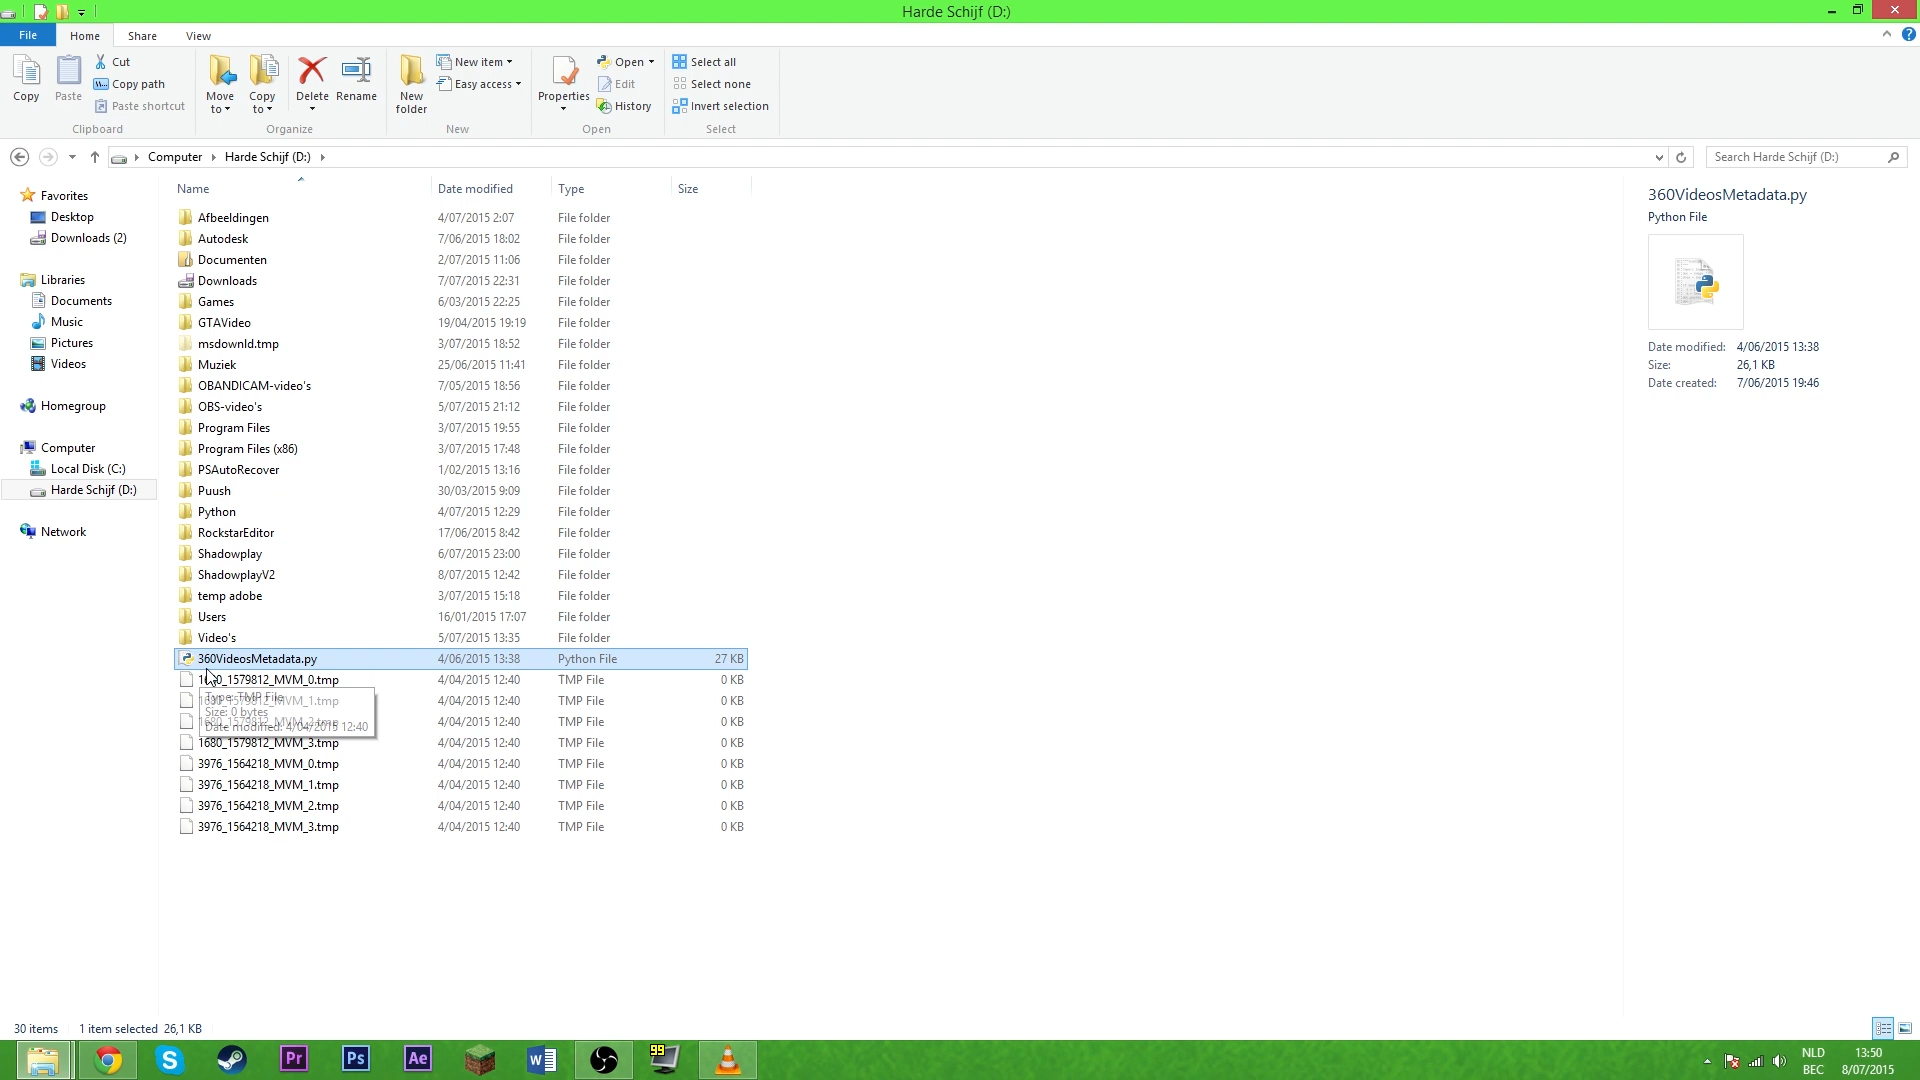 Harde Schijf (D:)
File Home Share View
Copy
Paste
Cut
Copy path
Paste shortcut
Clipboard
Move to
Copy to
Delete
Rename
Organize
New folder
New item
Easy access
New
Properties
Open
Edit
History
Open
Select all
Select none
Invert selection
Select
Computer Harde Schijf (D:)
Search Harde Schijf (D:)
Favorites
Desktop
Downloads (2)
Libraries
Documents
Music
Pictures
Videos
Homegroup
Computer
Local Disk (C:)
Harde Schijf (D:)
Network
Name Date modified Type Size
Afbeeldingen 4/07/2015 2:07 File folder
Autodesk 7/06/2015 18:02 File folder
Documenten 2/07/2015 11:06 File folder
Downloads 7/07/2015 22:31 File folder
Games 6/03/2015 22:25 File folder
GTAVideo 19/04/2015 19:19 File folder
msdownld.tmp 3/07/2015 18:52 File folder
Muziek 25/06/2015 11:41 File folder
OBANDICAM-video's 7/05/2015 18:56 File folder
OBS-video's 5/07/2015 21:12 File folder
Program Files 3/07/2015 19:55 File folder
Program Files (x86) 3/07/2015 17:48 File folder
PSAutoRecover 1/02/2015 13:16 File folder
Puush 30/03/2015 9:09 File folder
Python 4/07/2015 12:29 File folder
RockstarEditor 17/06/2015 8:42 File folder
Shadowplay 6/07/2015 23:00 File folder
ShadowplayV2 8/07/2015 12:42 File folder
temp adobe 3/07/2015 15:18 File folder
Users 16/01/2015 17:07 File folder
Video's 5/07/2015 13:35 File folder
360VideosMetadata.py 4/06/2015 13:38 Python File 27 KB
1680_1579812_MVM_0.tmp 4/04/2015 12:40 TMP File 0 KB
1680_1579812_MVM_1.tmp 4/04/2015 12:40 TMP File 0 KB
1680_1579812_MVM_2.tmp 4/04/2015 12:40 TMP File 0 KB
1680_1579812_MVM_3.tmp 4/04/2015 12:40 TMP File 0 KB
3976_1564218_MVM_0.tmp 4/04/2015 12:40 TMP File 0 KB
3976_1564218_MVM_1.tmp 4/04/2015 12:40 TMP File 0 KB
3976_1564218_MVM_2.tmp 4/04/2015 12:40 TMP File 0 KB
3976_1564218_MVM_3.tmp 4/04/2015 12:40 TMP File 0 KB
Type: TMP File
Size: 0 bytes
Date modified: 4/04/2015 12:40
360VideosMetadata.py
Python File
Date modified: 4/06/2015 13:38
Size: 26,1 KB
Date created: 7/06/2015 19:46
30 items 1 item selected 26,1 KB
Pr
Ps
Ae
99
NLD
BEC
13:50
8/07/2015